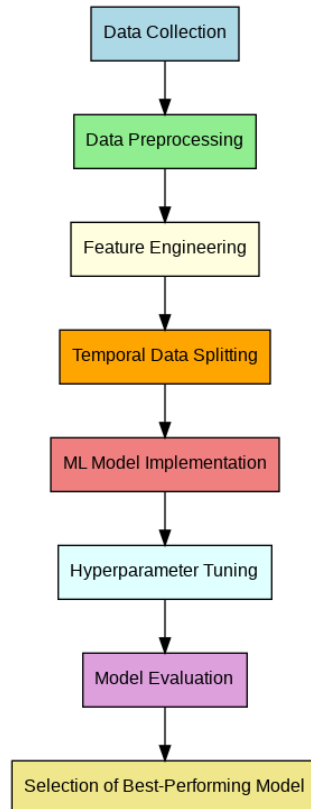 Data Collection
Data Preprocessing
Feature Engineering
Temporal Data Splitting
ML Model Implementation
Hyperparameter Tuning
Model Evaluation
Selection of Best-Performing Model